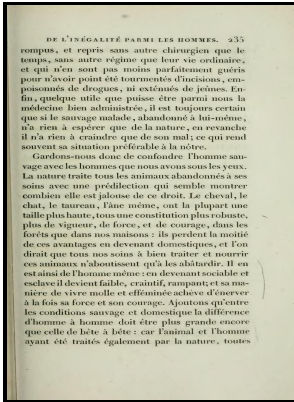 DE L'INÉGALITÉ PARMI LES HOMMES. 235
rompus, et repris sans autre chirurgien que le
temps, sans autre régime que leur vie ordinaire,
et qui n'en sont pas moins parfaitement guéris
pour n'avoir point été tourmentés d'incisions, em-
poisonnés de drogues, ni exténués de jeûnes. En-
fin, quelque utile que puisse être parmi nous la
médecine bien administrée, il est toujours certain
que si le sauvage malade, abandonné à lui-même,
n'a rien à espérer que de la nature, en revanche
il n'a rien à craindre que de son mal; ce qui rend
souvent sa situation préférable à la nôtre.
Gardons-nous donc de confondre l'homme sau-
vage avec les hommes que nous avons sous les yeux.
La nature traite tous les animaux abandonnés à ses
soins avec une prédilection qui semble montrer
combien elle est jalouse de ce droit. Le cheval, le
chat, le taureau, l'âne même, ont la plupart une
taille plus haute, tous une constitution plus robuste,
plus de vigueur, de force, et de courage, dans les
forêts que dans nos maisons : ils perdent la moitié
de ces avantages en devenant domestiques, et l'on
dirait que tous nos soins à bien traiter et nourrir
ces animaux n'aboutissent qu'à les abâtardir. Il en
est ainsi de l'homme même : en devenant sociable et
esclave il devient faible, craintif, rampant; et sa ma-
nière de vivre molle et efféminée achève d'énerver
à la fois sa force et son courage. Ajoutons qu'entre
les conditions sauvage et domestique la différence
d'homme à homme doit être plus grande encore
que celle de bête à bête : car l'animal et l'homme
ayant été traités également par la nature, toutes